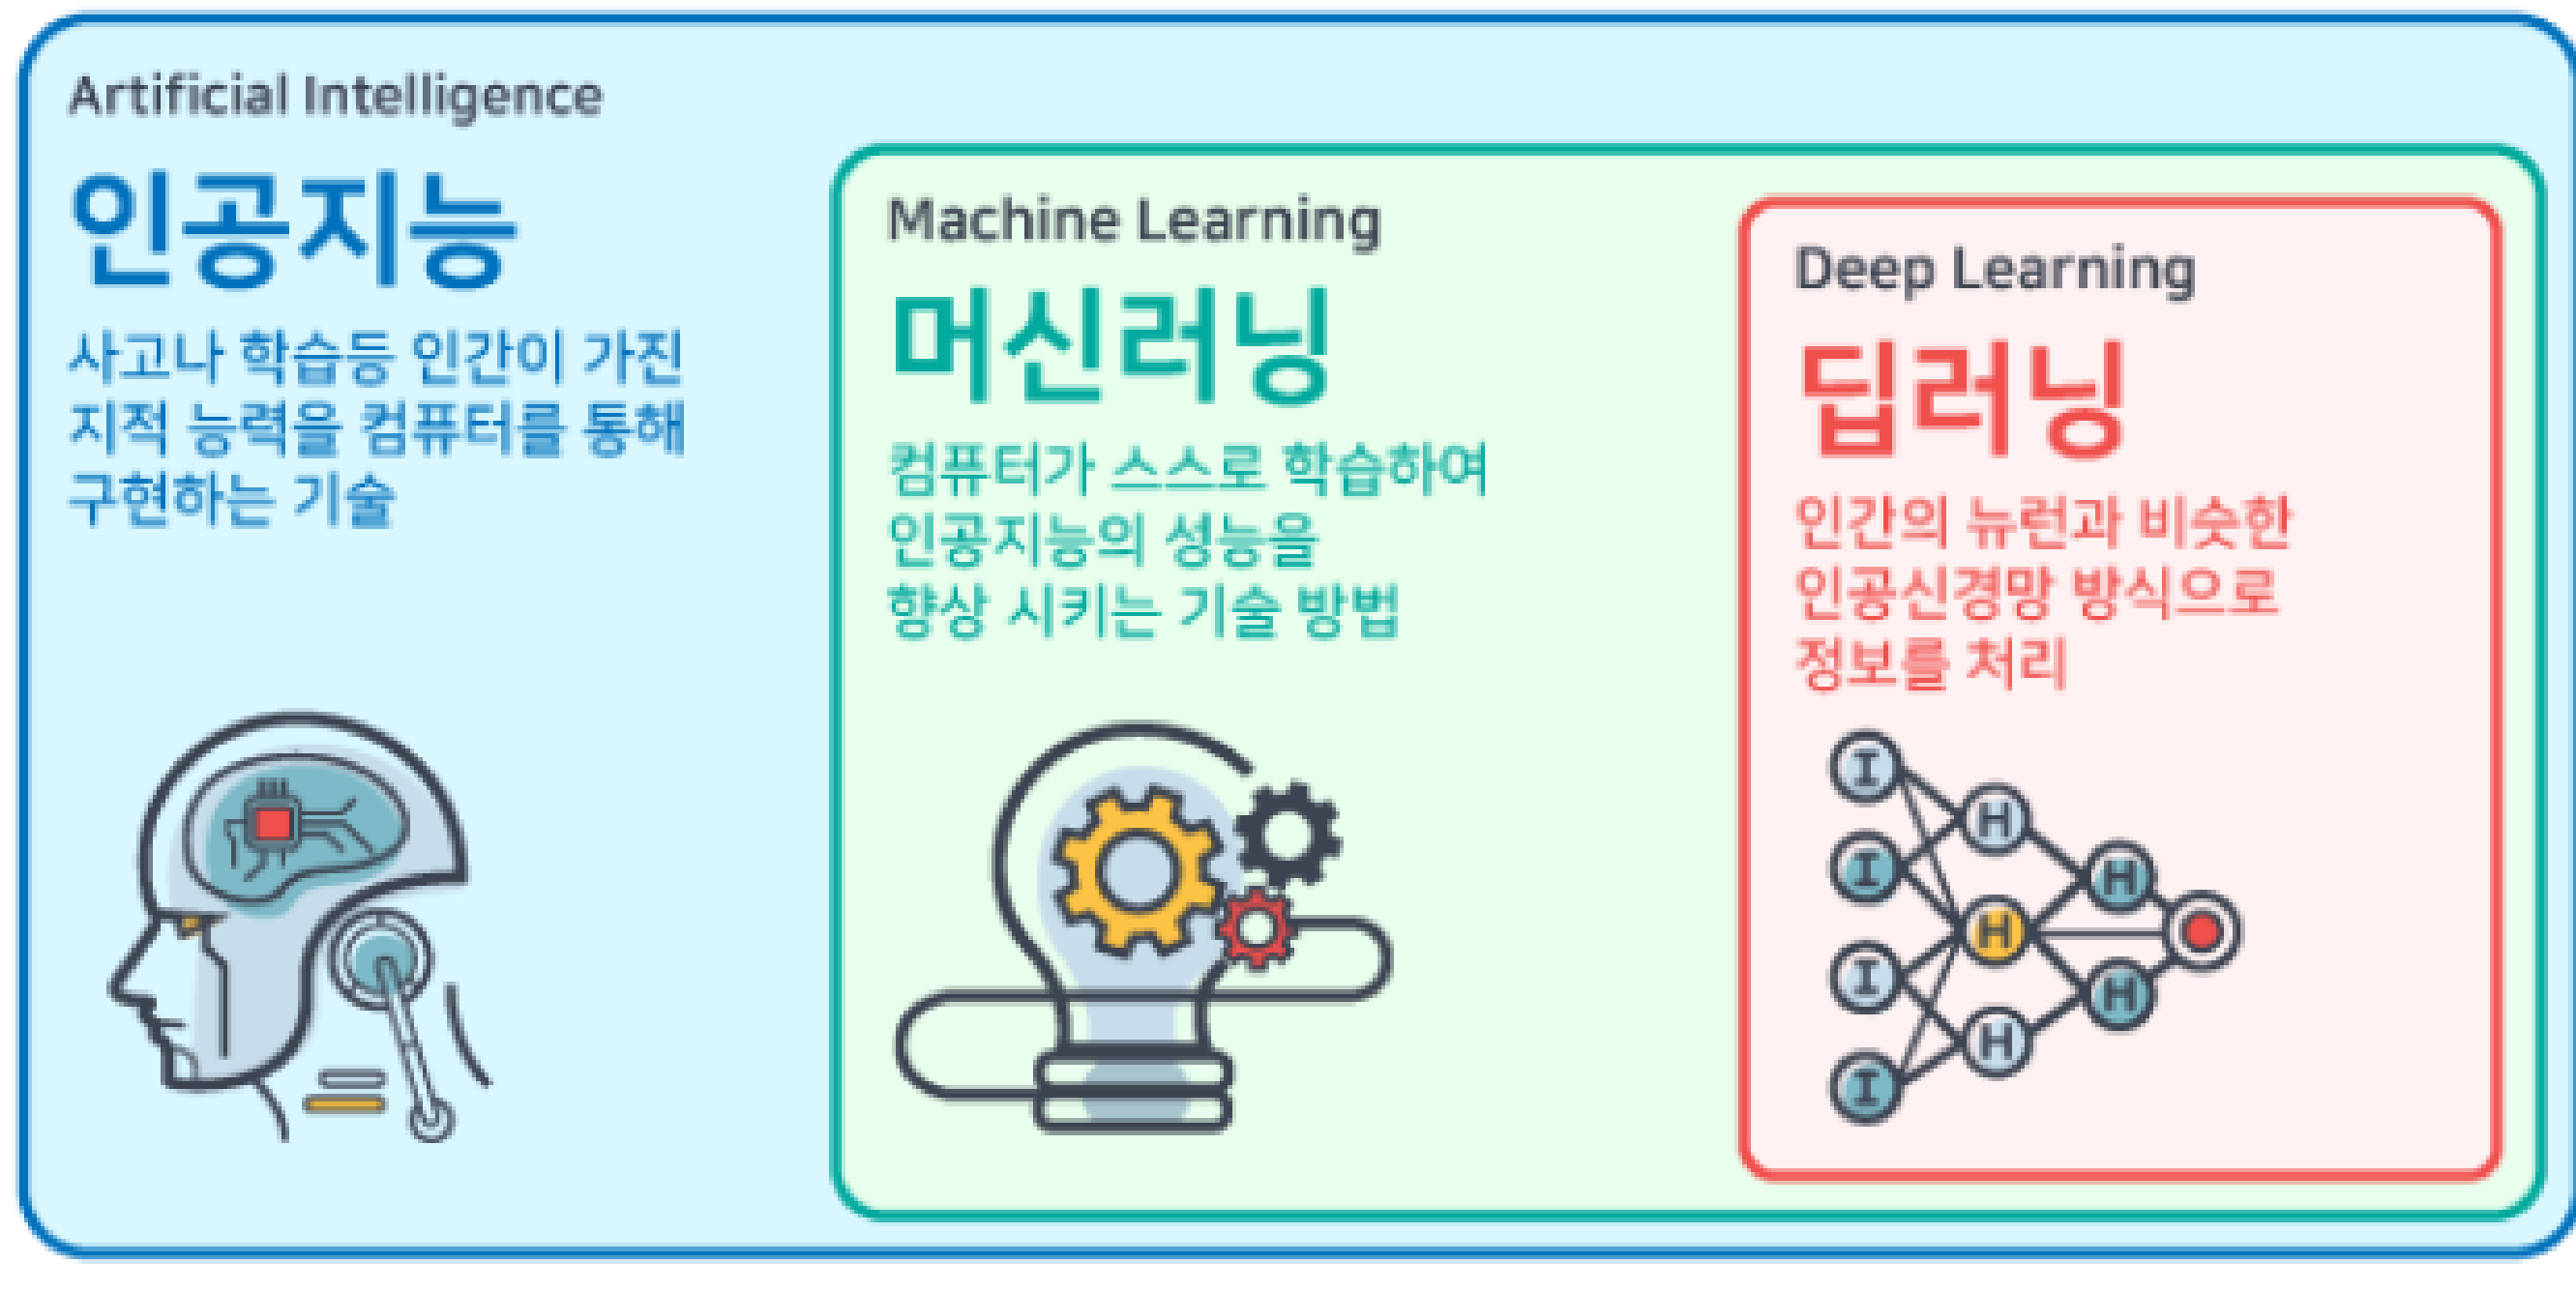 Artificial Intelligence
인공지능
사고나 학습등 인간이 가진
지적 능력을 컴퓨터를 통해
구현하는 기술
Machine Learning
머신러닝
컴퓨터가 스스로 학습하여
인공지능의 성능을
향상 시키는 기술 방법
Deep Learning
딥러닝
인간의 뉴런과 비슷한
인공신경망 방식으로
정보를 처리
I
H
I
H
H
I
H
H
I